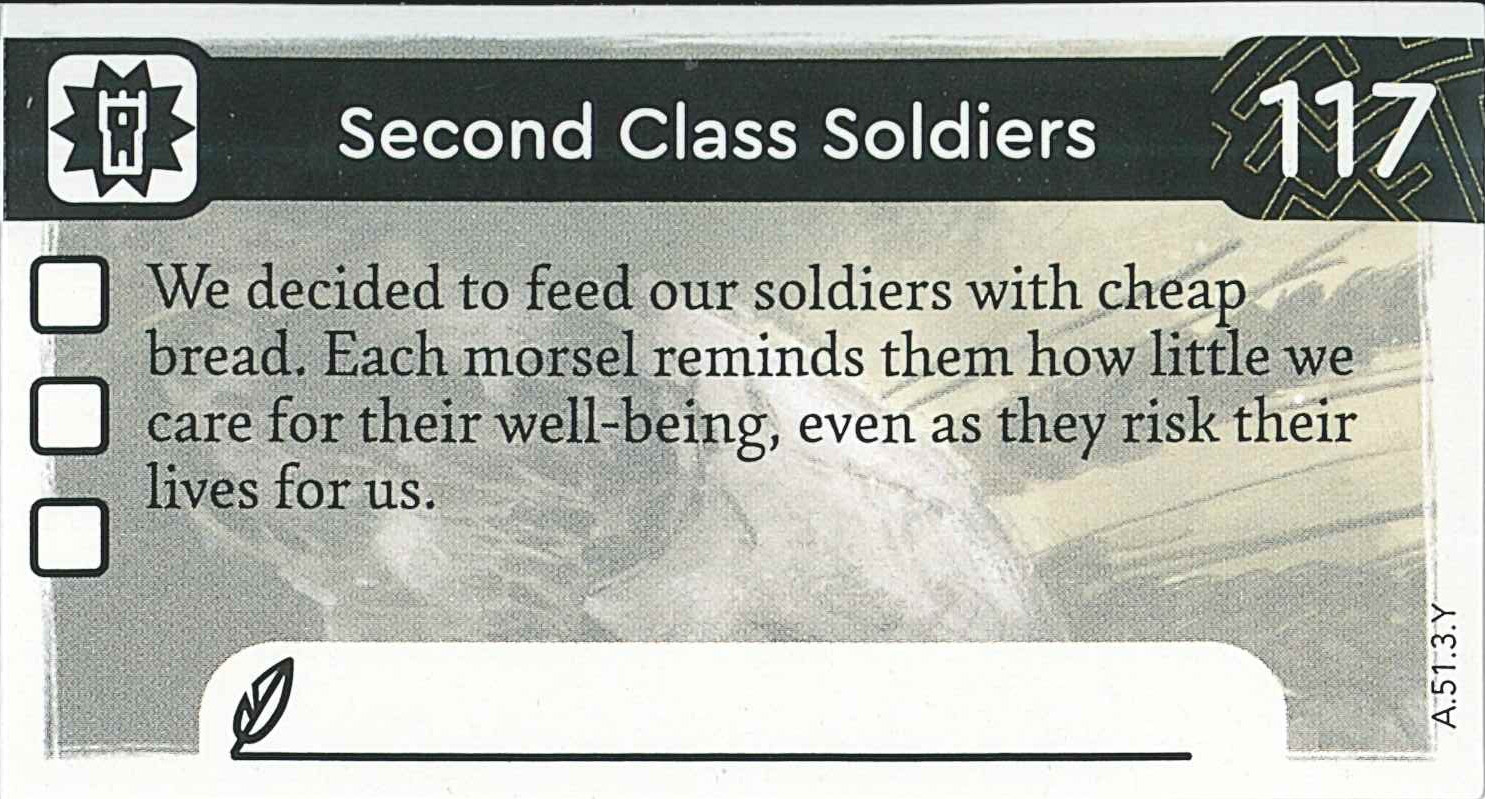 Second Class Soldiers
117
We decided to feed our soldiers with cheap
bread. Each morsel reminds them how little we
care for their well-being, even as they risk their
lives for us.
A.51.3.Y